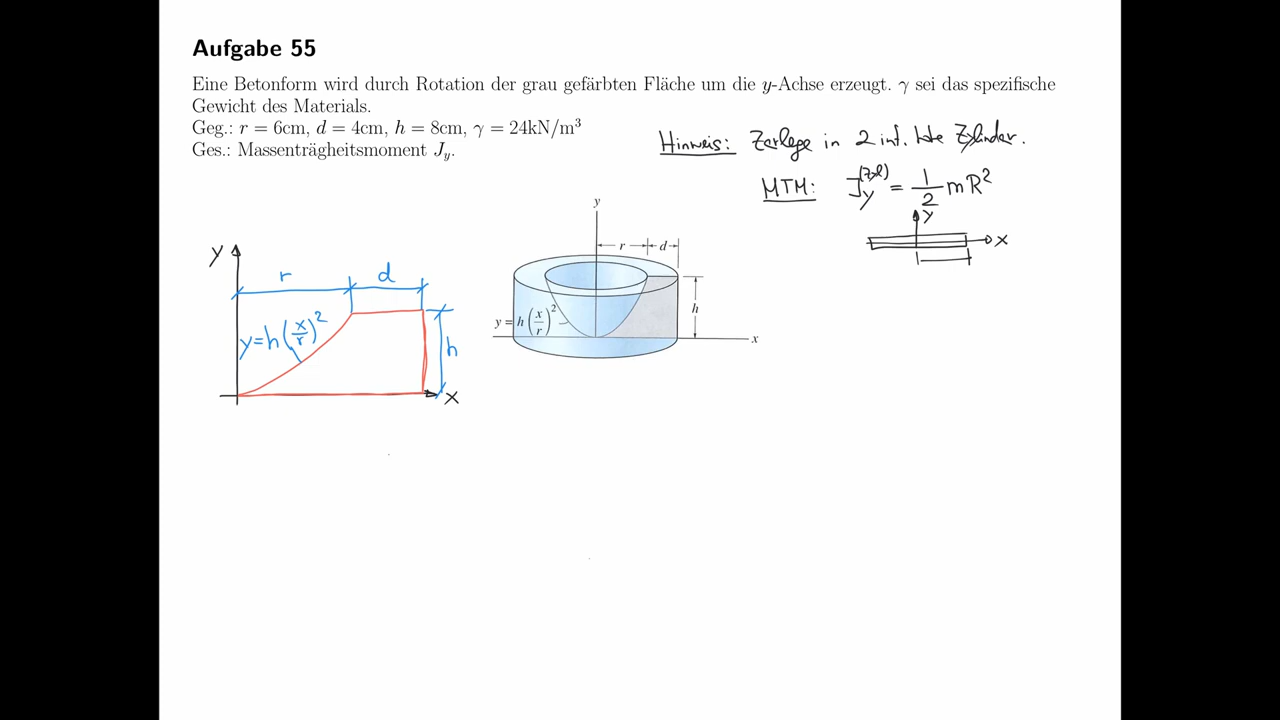 Aufgabe 55
Eine Betonform wird durch Rotation der grau gefärbten Fläche um die y-Achse erzeugt. γ sei das spezifische
Gewicht des Materials.
Geg.: r = 6cm, d = 4cm, h = 8cm, γ = 24kN/m³
Ges.: Massenträgheitsmoment J_y.
Hinweis: Zerlege in 2 inf. Zylinder.
MTM: J_y^(Zyl) = 1/2 mR²
y
x
y
r
d
y = h(x/r)²
h
x
y
r
d
y = h(x/r)²
h
x